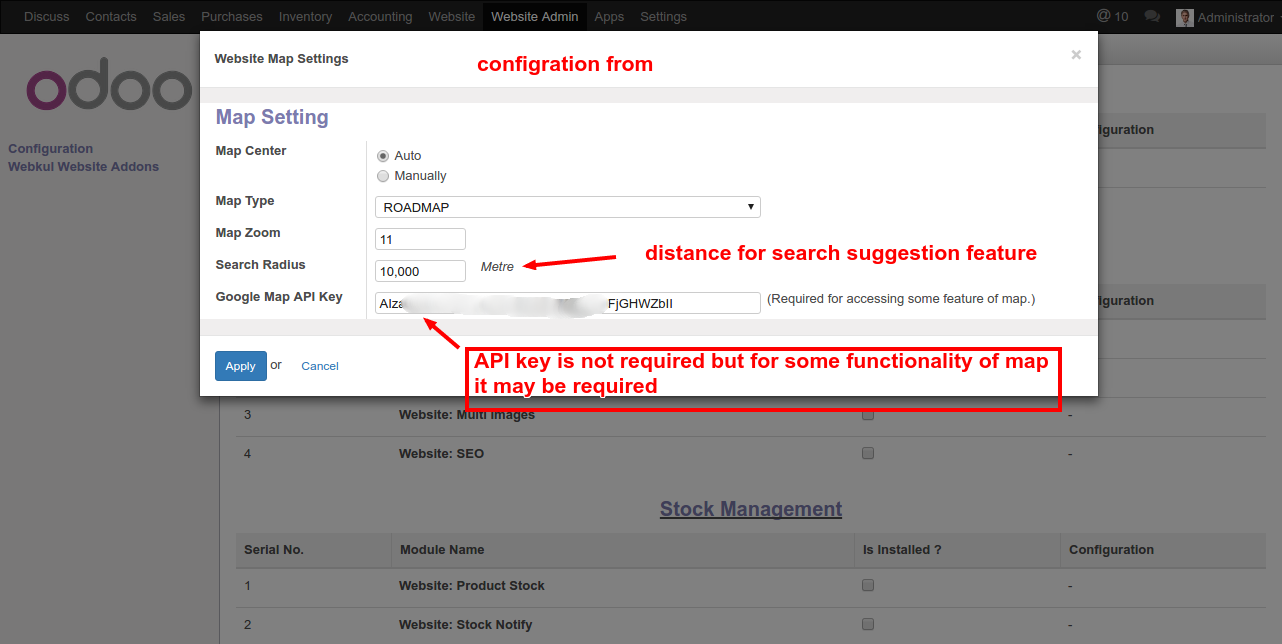 Discuss Contacts Sales Purchases Inventory Accounting Website Website Admin Apps Settings @ 10 Administrator
Website Map Settings
configration from
×
odoo
Map Setting
Configuration
Webkul Website Addons
Map Center
Auto
Manually
Map Type
ROADMAP
Map Zoom
11
distance for search suggestion feature
Search Radius
10,000
Metre
Google Map API Key
AIza
FjGHWZbII
(Required for accessing some feature of map.)
API key is not required but for some functionality of map
it may be required
Apply or Cancel
figuration
figuration
3 Website: Multi Images -
4 Website: SEO -
Stock Management
Serial No. Module Name Is Installed ? Configuration
1 Website: Product Stock -
2 Website: Stock Notify -